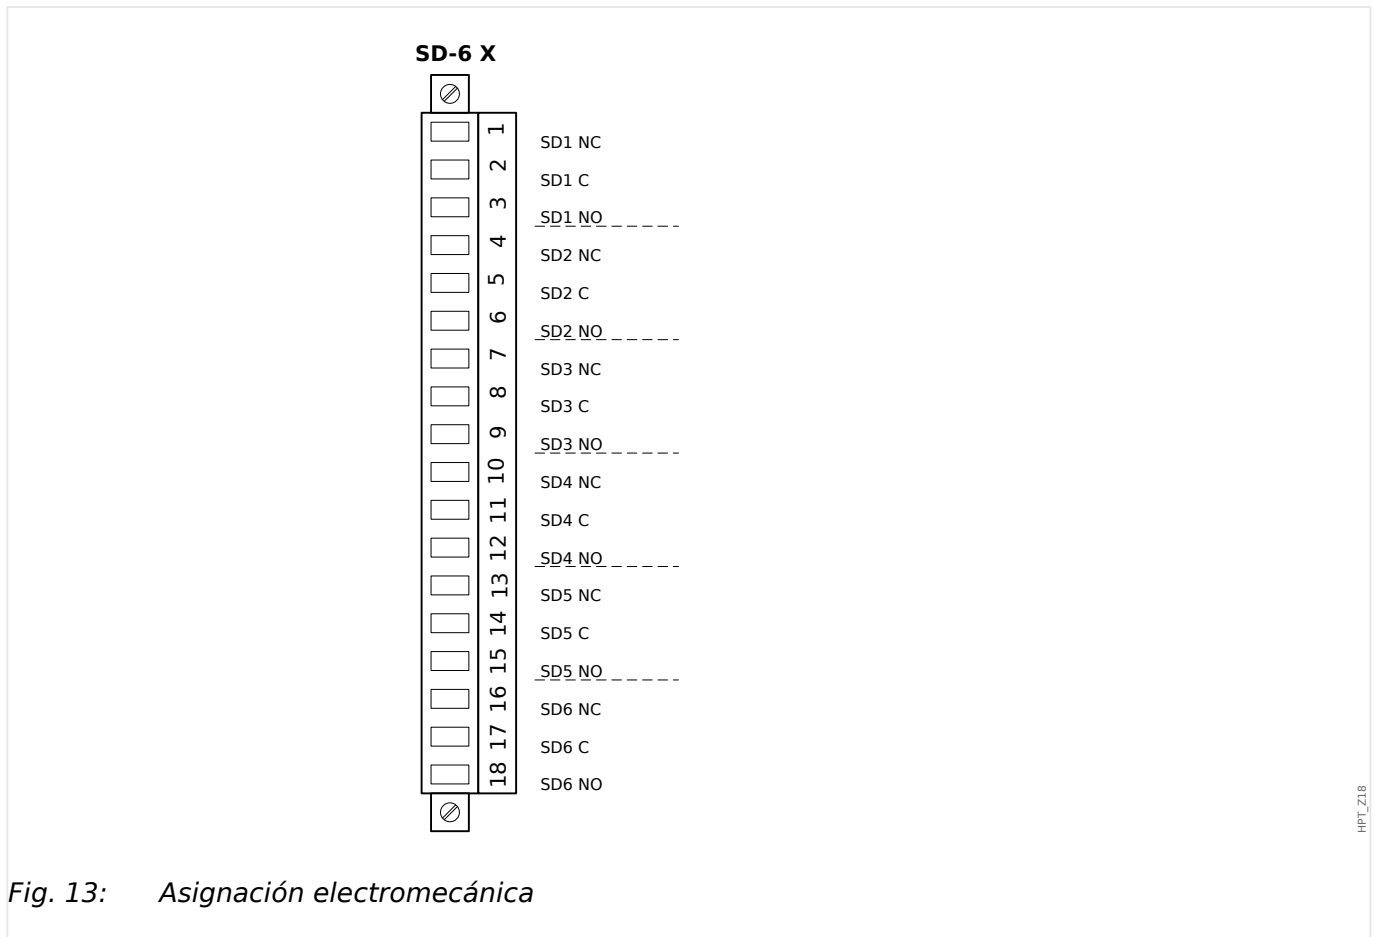 SD-6 X
1 SD1 NC
2 SD1 C
3 SD1 NO
4 SD2 NC
5 SD2 C
6 SD2 NO
7 SD3 NC
8 SD3 C
9 SD3 NO
10 SD4 NC
11 SD4 C
12 SD4 NO
13 SD5 NC
14 SD5 C
15 SD5 NO
16 SD6 NC
17 SD6 C
18 SD6 NO
HPT_Z18
Fig. 13: Asignación electromecánica